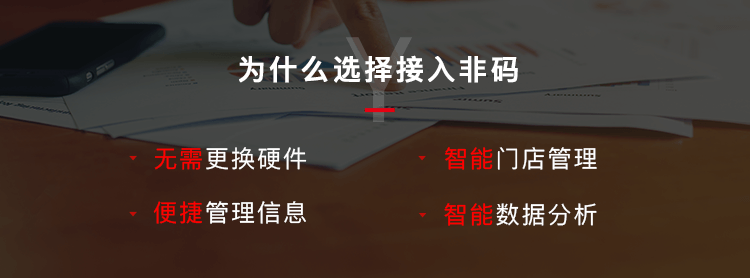 Y
为什么选择接入非码
无需更换硬件
智能门店管理
便捷管理信息
智能数据分析